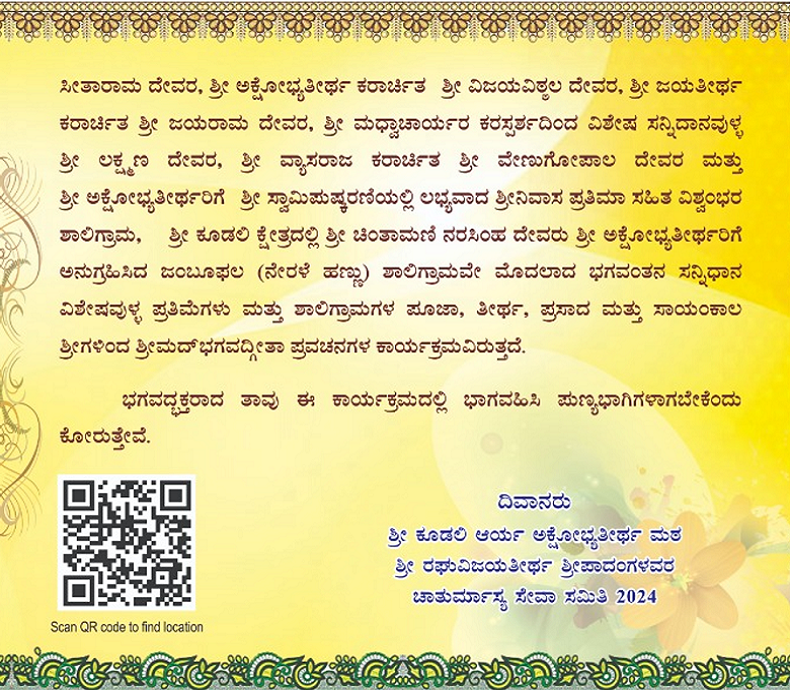 ಸೀತಾರಾಮ ದೇವರ, ಶ್ರೀ ಅಕ್ಷೋಭ್ಯತೀರ್ಥ ಕರಾರ್ಚಿತ ಶ್ರೀ ವಿಜಯವಿಠ್ಠಲ ದೇವರ, ಶ್ರೀ ಜಯತೀರ್ಥ
ಕರಾರ್ಚಿತ ಶ್ರೀ ಜಯರಾಮ ದೇವರ, ಶ್ರೀ ಮಧ್ವಾಚಾರ್ಯರ ಕರಸ್ಪರ್ಶದಿಂದ ವಿಶೇಷ ಸನ್ನಿದಾನವುಳ್ಳ
ಶ್ರೀ ಲಕ್ಷ್ಮಣ ದೇವರ, ಶ್ರೀ ವ್ಯಾಸರಾಜ ಕರಾರ್ಚಿತ ಶ್ರೀ ವೇಣುಗೋಪಾಲ ದೇವರ ಮತ್ತು
ಶ್ರೀ ಅಕ್ಷೋಭ್ಯತೀರ್ಥರಿಗೆ ಶ್ರೀ ಸ್ವಾಮಿಪುಷ್ಕರಣಿಯಲ್ಲಿ ಲಭ್ಯವಾದ ಶ್ರೀನಿವಾಸ ಪ್ರತಿಮಾ ಸಹಿತ ವಿಶ್ವಂಭರ
ಶಾಲಿಗ್ರಾಮ, ಶ್ರೀ ಕೂಡಲಿ ಕ್ಷೇತ್ರದಲ್ಲಿ ಶ್ರೀ ಚಿಂತಾಮಣಿ ನರಸಿಂಹ ದೇವರು ಶ್ರೀ ಅಕ್ಷೋಭ್ಯತೀರ್ಥರಿಗೆ
ಅನುಗ್ರಹಿಸಿದ ಜಂಬೂಫಲ (ನೇರಳೆ ಹಣ್ಣು) ಶಾಲಿಗ್ರಾಮವೇ ಮೊದಲಾದ ಭಗವಂತನ ಸನ್ನಿಧಾನ
ವಿಶೇಷವುಳ್ಳ ಪ್ರತಿಮೆಗಳು ಮತ್ತು ಶಾಲಿಗ್ರಾಮಗಳ ಪೂಜಾ, ತೀರ್ಥ, ಪ್ರಸಾದ ಮತ್ತು ಸಾಯಂಕಾಲ
ಶ್ರೀಗಳಿಂದ ಶ್ರೀಮದ್‌ಭಗವದ್ಗೀತಾ ಪ್ರವಚನಗಳ ಕಾರ್ಯಕ್ರಮವಿರುತ್ತದೆ.
ಭಗವದ್ಭಕ್ತರಾದ ತಾವು ಈ ಕಾರ್ಯಕ್ರಮದಲ್ಲಿ ಭಾಗವಹಿಸಿ ಪುಣ್ಯಭಾಗಿಗಳಾಗಬೇಕೆಂದು
ಕೋರುತ್ತೇವೆ.
ದಿವಾನರು
ಶ್ರೀ ಕೂಡಲಿ ಆರ್ಯ ಅಕ್ಷೋಭ್ಯತೀರ್ಥ ಮಠ
ಶ್ರೀ ರಘುವಿಜಯತೀರ್ಥ ಶ್ರೀಪಾದಂಗಳವರ
ಚಾತುರ್ಮಾಸ್ಯ ಸೇವಾ ಸಮಿತಿ 2024
Scan QR code to find location